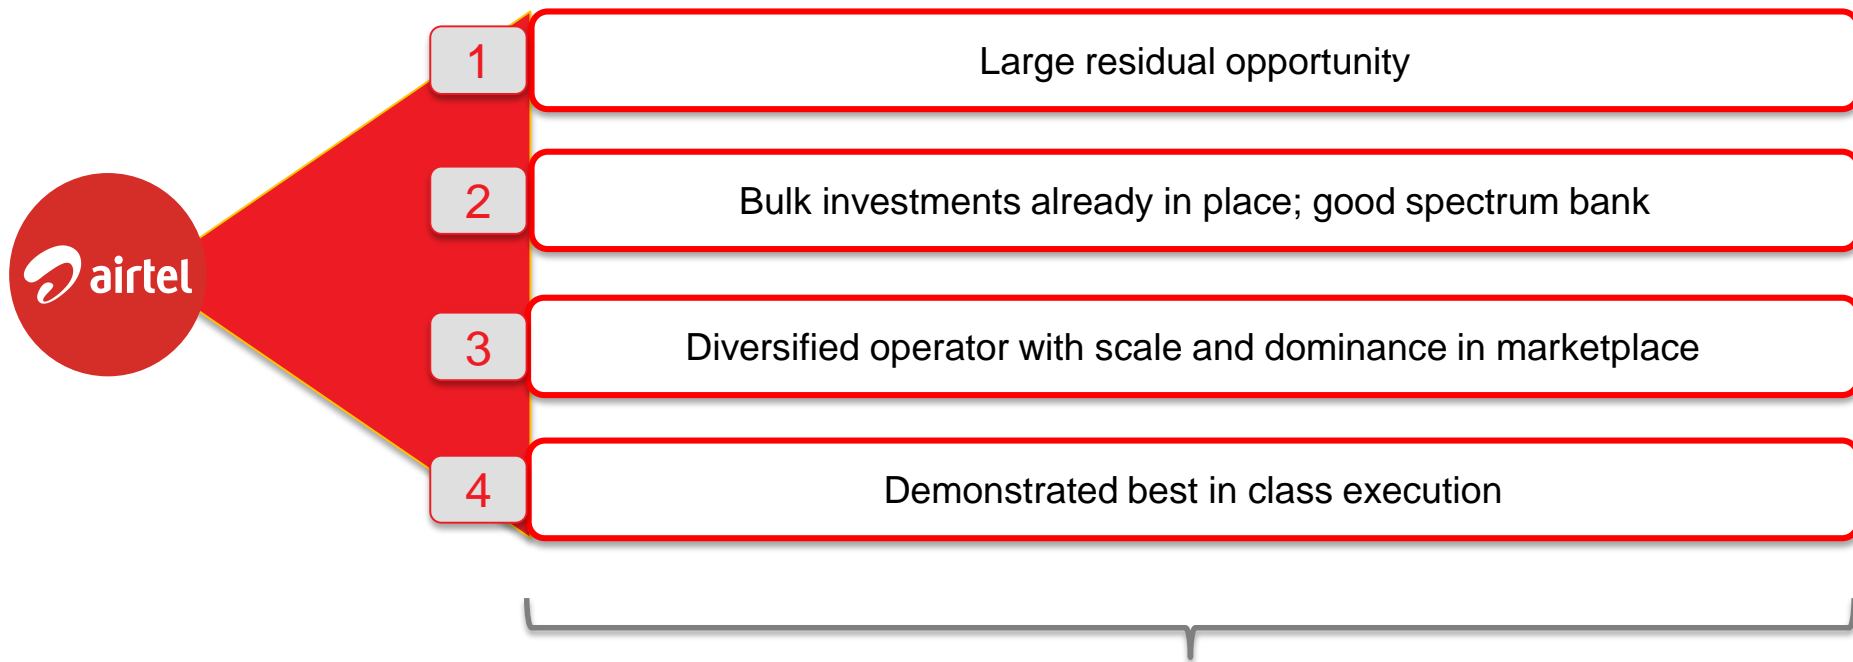 1
Large residual opportunity
2
Bulk investments already in place; good spectrum bank
airtel
3
Diversified operator with scale and dominance in marketplace
4
Demonstrated best in class execution